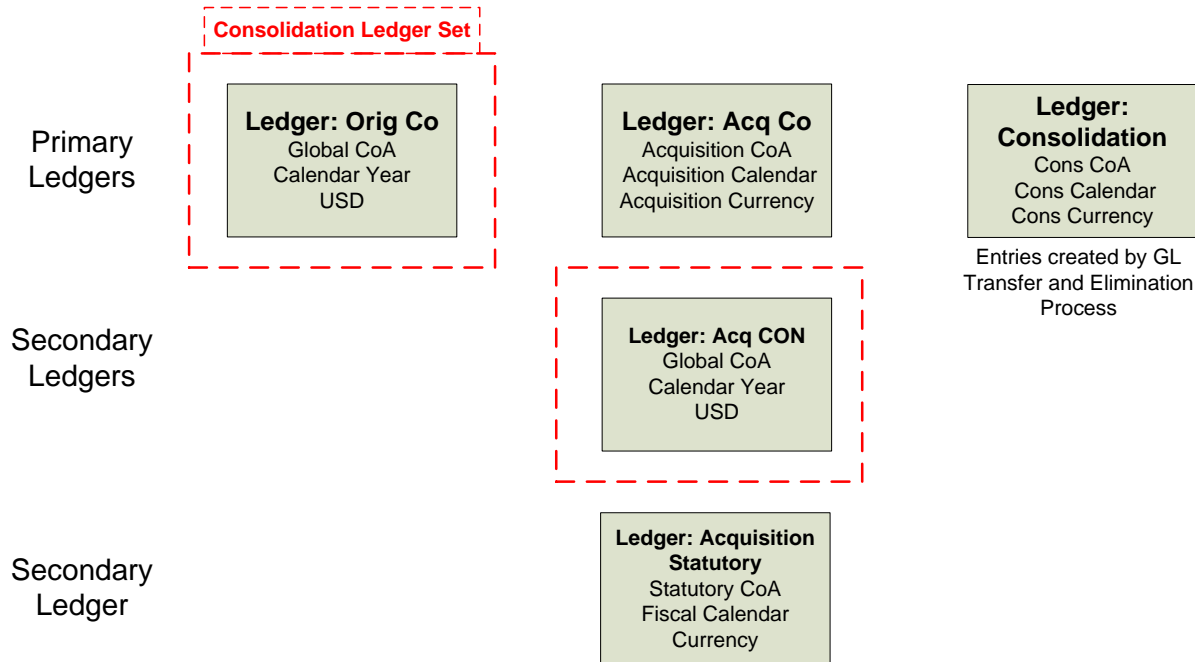 Consolidation Ledger Set
Primary
Ledgers
Ledger: Orig Co
Global CoA
Calendar Year
USD
Ledger: Acq Co
Acquisition CoA
Acquisition Calendar
Acquisition Currency
Ledger:
Consolidation
Cons CoA
Cons Calendar
Cons Currency
Entries created by GL
Transfer and Elimination
Process
Secondary
Ledgers
Ledger: Acq CON
Global CoA
Calendar Year
USD
Secondary
Ledger
Ledger: Acquisition
Statutory
Statutory CoA
Fiscal Calendar
Currency